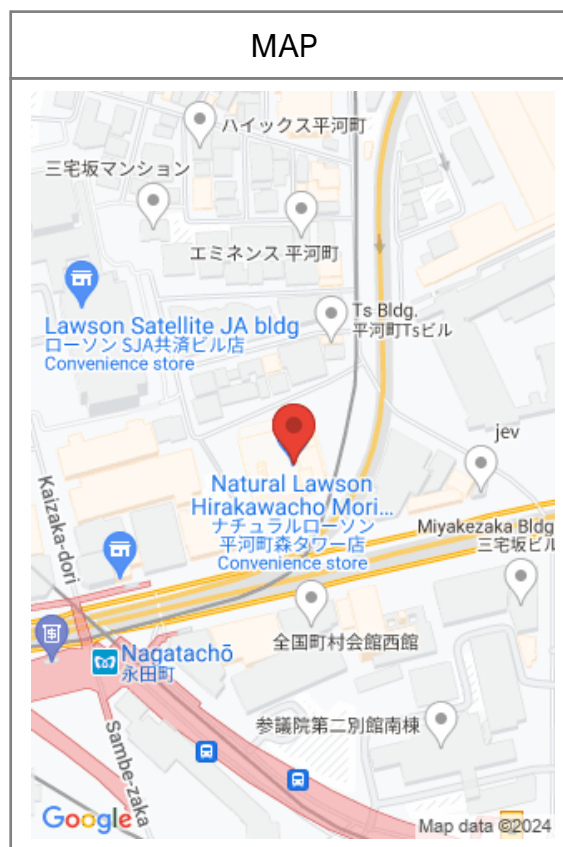 MAP
ハイックス平河町
三宅坂マンション
エミネンス 平河町
Lawson Satellite JA bldg
ローソン SJA共済ビル店
Convenience store
Ts Bldg.
平河町Tsビル
jev
Natural Lawson
Hirakawacho Mori...
ナチュラルローソン
平河町森タワー店
Convenience store
Kaizaka-dori
Miyakezaka Bldg
三宅坂ビル
全国町村会館西館
Nagatachō
永田町
参議院第二別館南棟
Sambe-zaka
Google
Map data ©2024